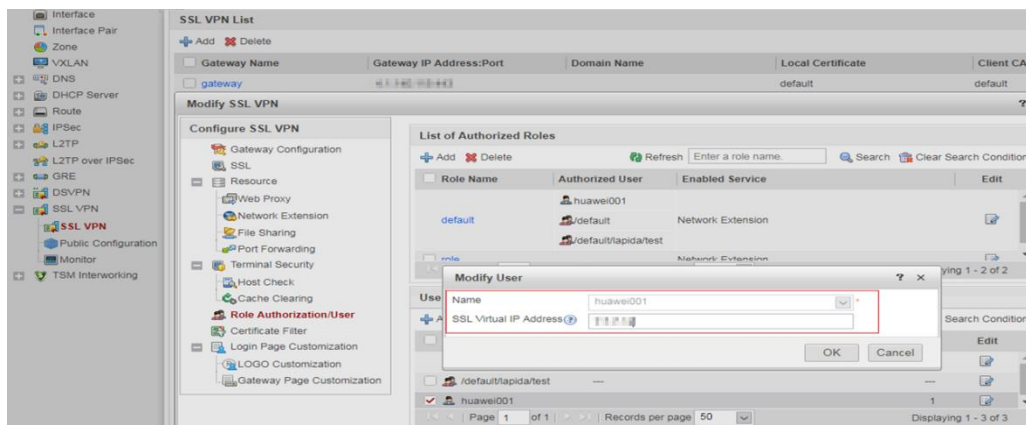 Interface
Interface Pair
Zone
VXLAN
DNS
DHCP Server
Route
IPSec
L2TP
L2TP over IPSec
GRE
DSVPN
SSL VPN
SSL VPN
Public Configuration
Monitor
TSM Interworking
SSL VPN List
Add Delete
Gateway Name Gateway IP Address:Port Domain Name Local Certificate Client CA
gateway default default
Modify SSL VPN ?
Configure SSL VPN
Gateway Configuration
SSL
Resource
Web Proxy
Network Extension
File Sharing
Port Forwarding
Terminal Security
Host Check
Cache Clearing
Role Authorization/User
Certificate Filter
Login Page Customization
LOGO Customization
Gateway Page Customization
List of Authorized Roles
Add Delete Refresh Enter a role name. Search Clear Search Condition
Role Name Authorized User Enabled Service Edit
huawei001
default /default Network Extension
/default/lapida/test
role Network Extension
ying 1 - 2 of 2
Modify User ? ×
Name huawei001 *
SSL Virtual IP Address ?
OK Cancel
Use
Search Condition
Edit
/default/lapida/test --- ---
huawei001 1
Page 1 of 1 Records per page 50 Displaying 1 - 3 of 3